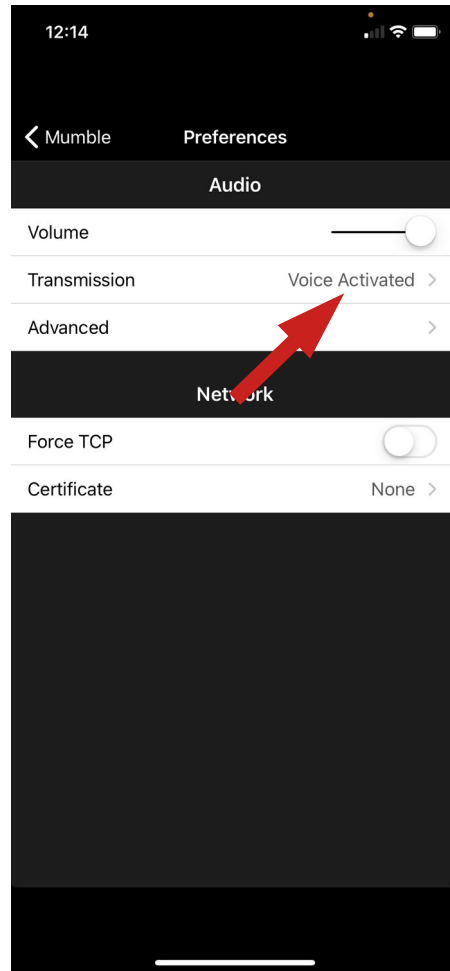 12:14
Mumble Preferences
Audio
Volume
Transmission Voice Activated
Advanced
Network
Force TCP
Certificate None